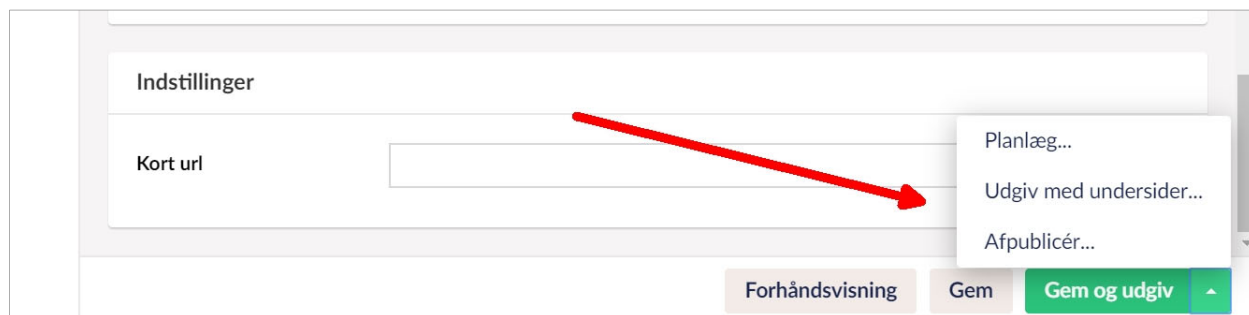 Indstillinger
Kort url
Planlæg...
Udgiv med undersider...
Afpublicér...
Forhåndsvisning
Gem
Gem og udgiv